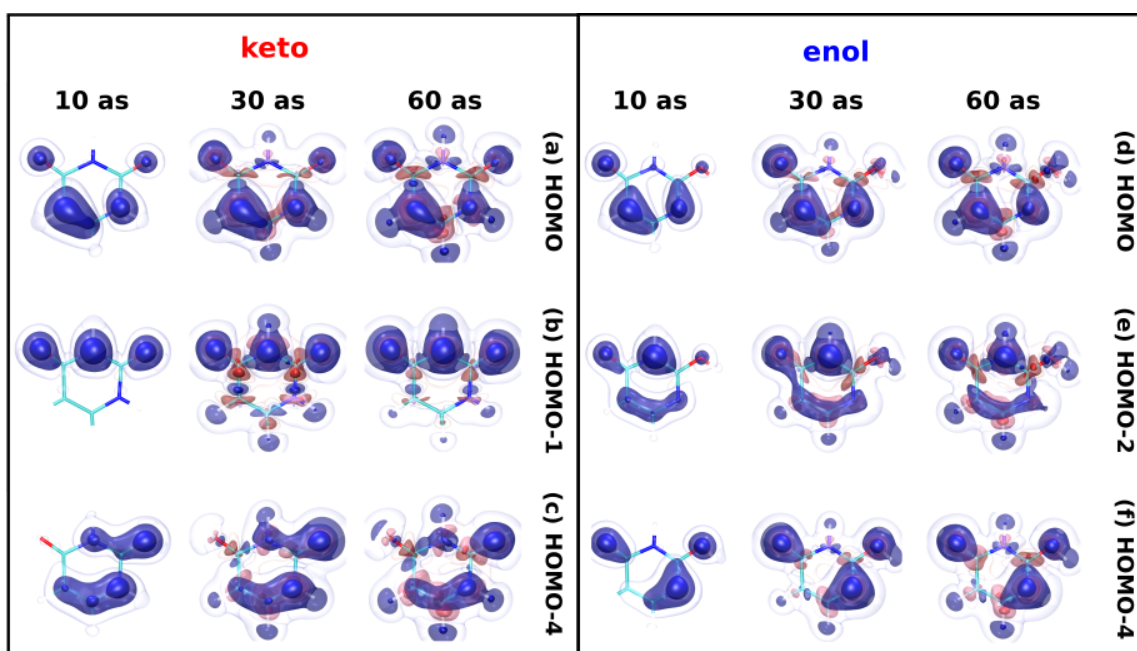 keto
10 as 30 as 60 as
(a) HOMO
(b) HOMO-1
(c) HOMO-4
enol
10 as 30 as 60 as
(d) HOMO
(e) HOMO-2
(f) HOMO-4